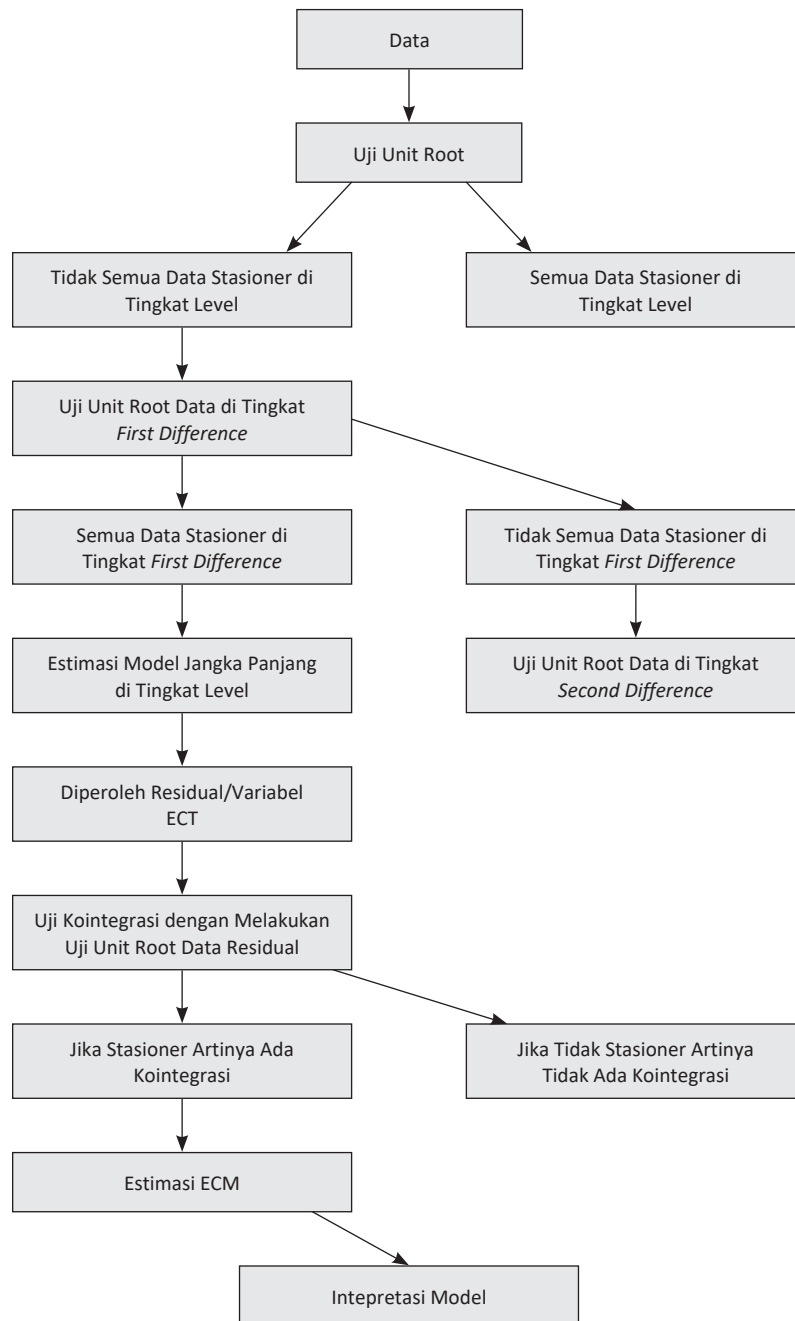 Data
Uji Unit Root
Tidak Semua Data Stasioner di
Tingkat Level
Semua Data Stasioner di
Tingkat Level
Uji Unit Root Data di Tingkat
First Difference
Semua Data Stasioner di
Tingkat First Difference
Tidak Semua Data Stasioner di
Tingkat First Difference
Estimasi Model Jangka Panjang
di Tingkat Level
Uji Unit Root Data di Tingkat
Second Difference
Diperoleh Residual/Variabel
ECT
Uji Kointegrasi dengan Melakukan
Uji Unit Root Data Residual
Jika Stasioner Artinya Ada
Kointegrasi
Jika Tidak Stasioner Artinya
Tidak Ada Kointegrasi
Estimasi ECM
Intepretasi Model